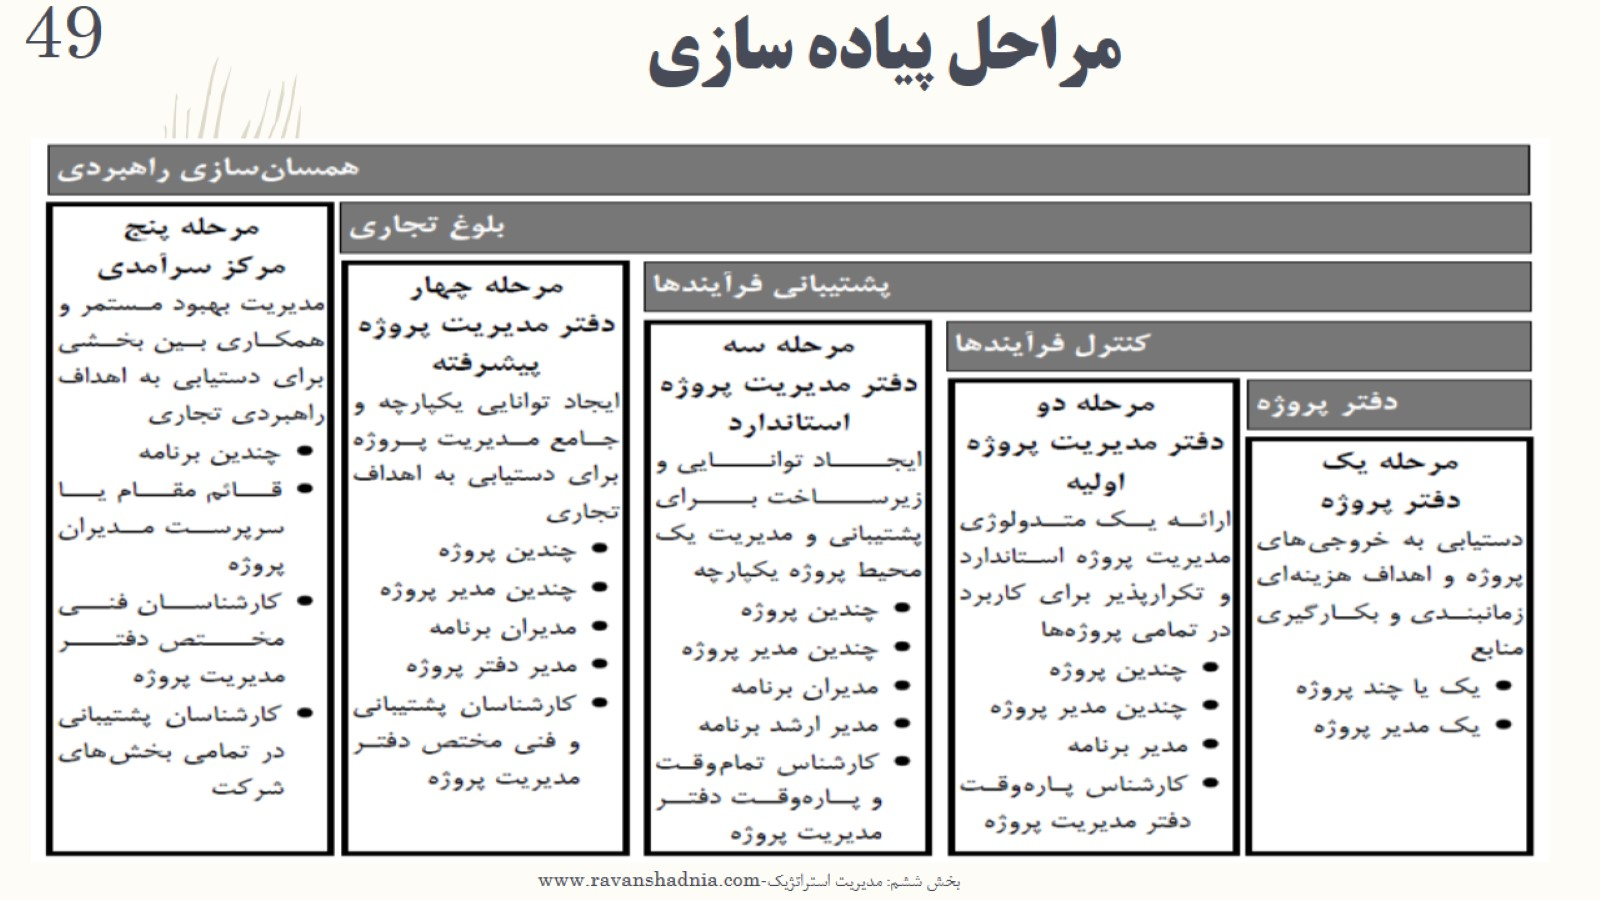 49
مراحل پیاده سازی
همسان‌سازی راهبردی
بلوغ تجاری
پشتیبانی فرآیندها
کنترل فرآیندها
دفتر پروژه
مرحله یک
دفتر پروژه
دستیابی به خروجی‌های
پروژه و اهداف هزینه‌ای
زمانبندی و بکارگیری
منابع
• یک یا چند پروژه
• یک مدیر پروژه
مرحله دو
دفتر مدیریت پروژه
اولیه
ارائه یک متدولوژی
مدیریت پروژه استاندارد
و تکرارپذیر برای کاربرد
در تمامی پروژه‌ها
• چندین پروژه
• چندین مدیر پروژه
• مدیر برنامه
• کارشناس پاره‌وقت
دفتر مدیریت پروژه
مرحله سه
دفتر مدیریت پروژه
استاندارد
ایجاد توانایی و
زیرساخت برای
پشتیبانی و مدیریت یک
محیط پروژه یکپارچه
• چندین پروژه
• چندین مدیر پروژه
• مدیران برنامه
• مدیر ارشد برنامه
• کارشناس تمام‌وقت
و پاره‌وقت دفتر
مدیریت پروژه
مرحله چهار
دفتر مدیریت پروژه
پیشرفته
ایجاد توانایی یکپارچه و
جامع مدیریت پروژه
برای دستیابی به اهداف
تجاری
• چندین پروژه
• چندین مدیر پروژه
• مدیران برنامه
• مدیر دفتر پروژه
• کارشناسان پشتیبانی
و فنی مختص دفتر
مدیریت پروژه
مرحله پنج
مرکز سرآمدی
مدیریت بهبود مستمر و
همکاری بین بخشی
برای دستیابی به اهداف
راهبردی تجاری
• چندین برنامه
• قائم مقام یا
سرپرست مدیران
پروژه
• کارشناسان فنی
مختص دفتر
مدیریت پروژه
• کارشناسان پشتیبانی
در تمامی بخش‌های
شرکت
بخش ششم: مدیریت استراتژیک-www.ravanshadnia.com